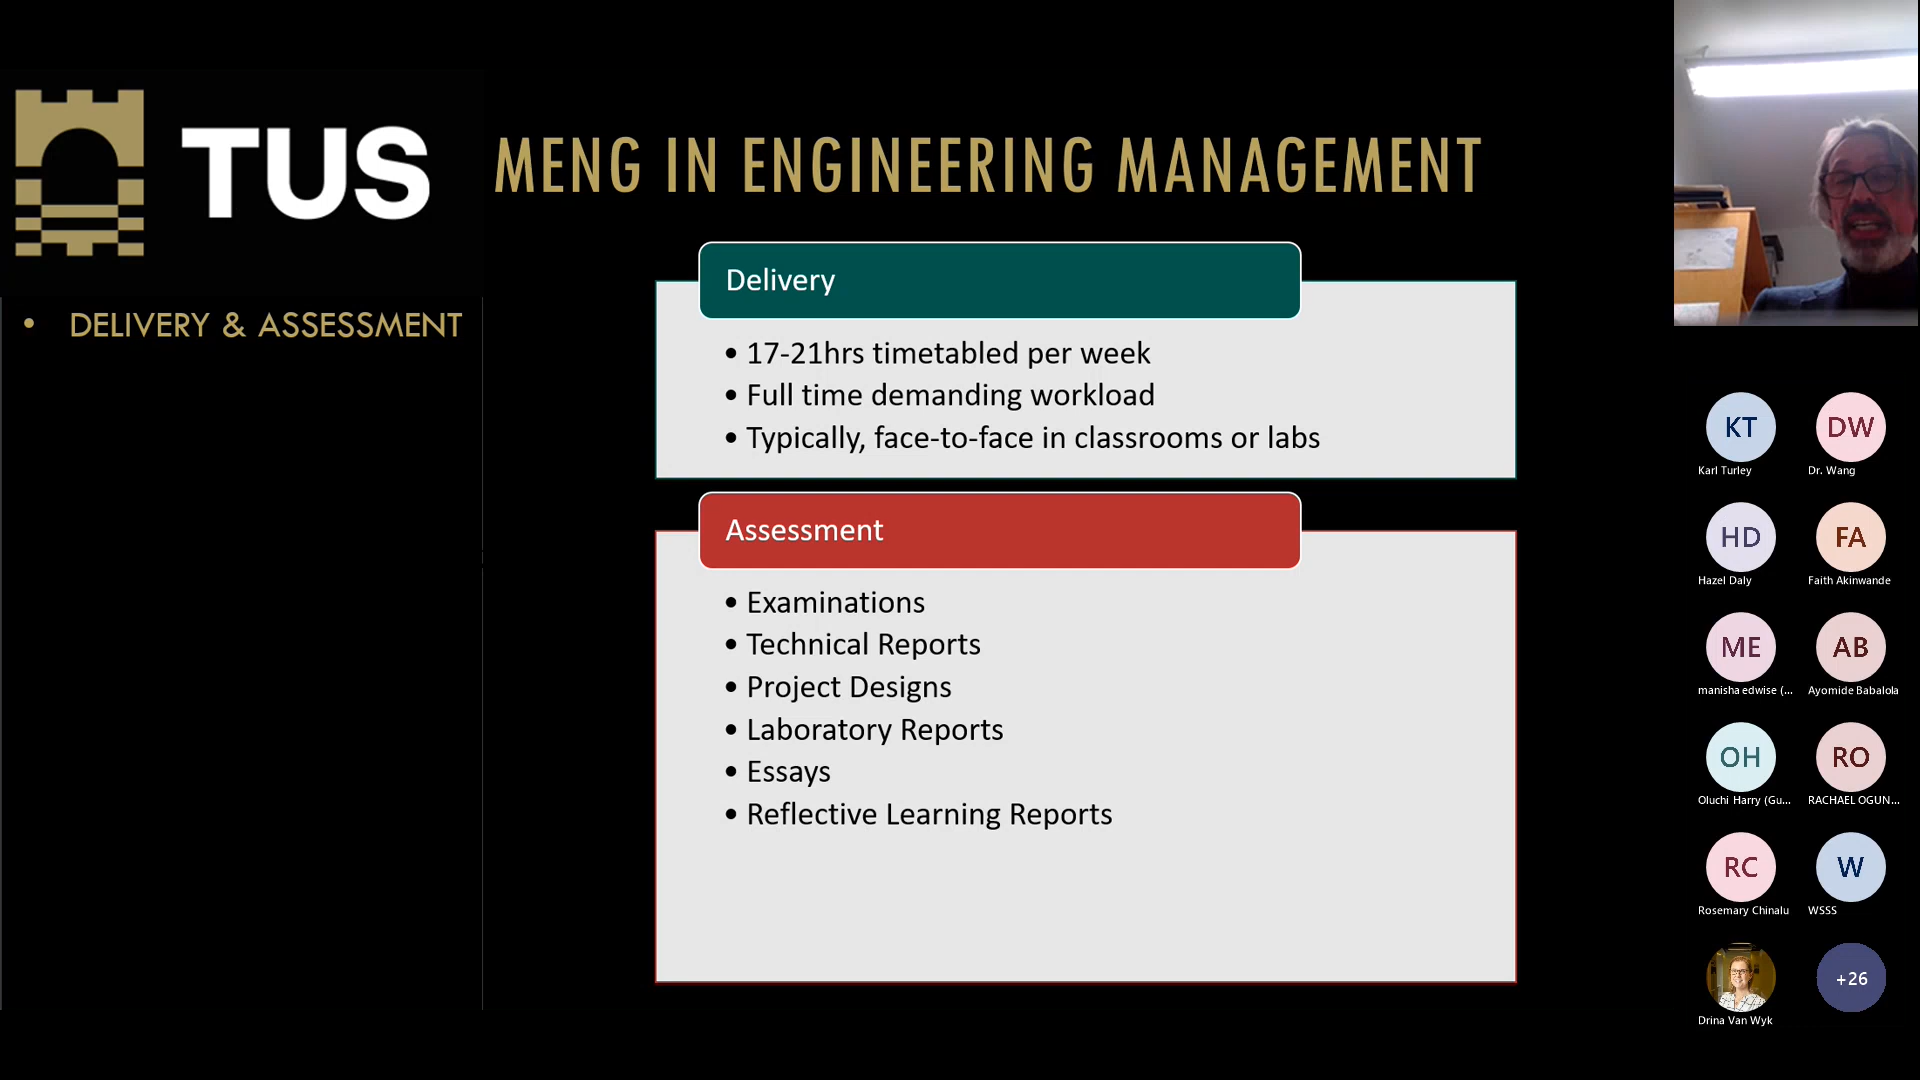 TUS
MENG IN ENGINEERING MANAGEMENT
• DELIVERY & ASSESSMENT
Delivery
• 17-21hrs timetabled per week
• Full time demanding workload
• Typically, face-to-face in classrooms or labs
Assessment
• Examinations
• Technical Reports
• Project Designs
• Laboratory Reports
• Essays
• Reflective Learning Reports
KT
DW
Karl Turley
Dr. Wang
HD
FA
Hazel Daly
Faith Akinwande
ME
AB
manisha edwise (...
Ayomide Babalola
OH
RO
Oluchi Harry (Gu...
RACHAEL OGUN...
RC
W
Rosemary Chinalu
WSSS
+26
Drina Van Wyk